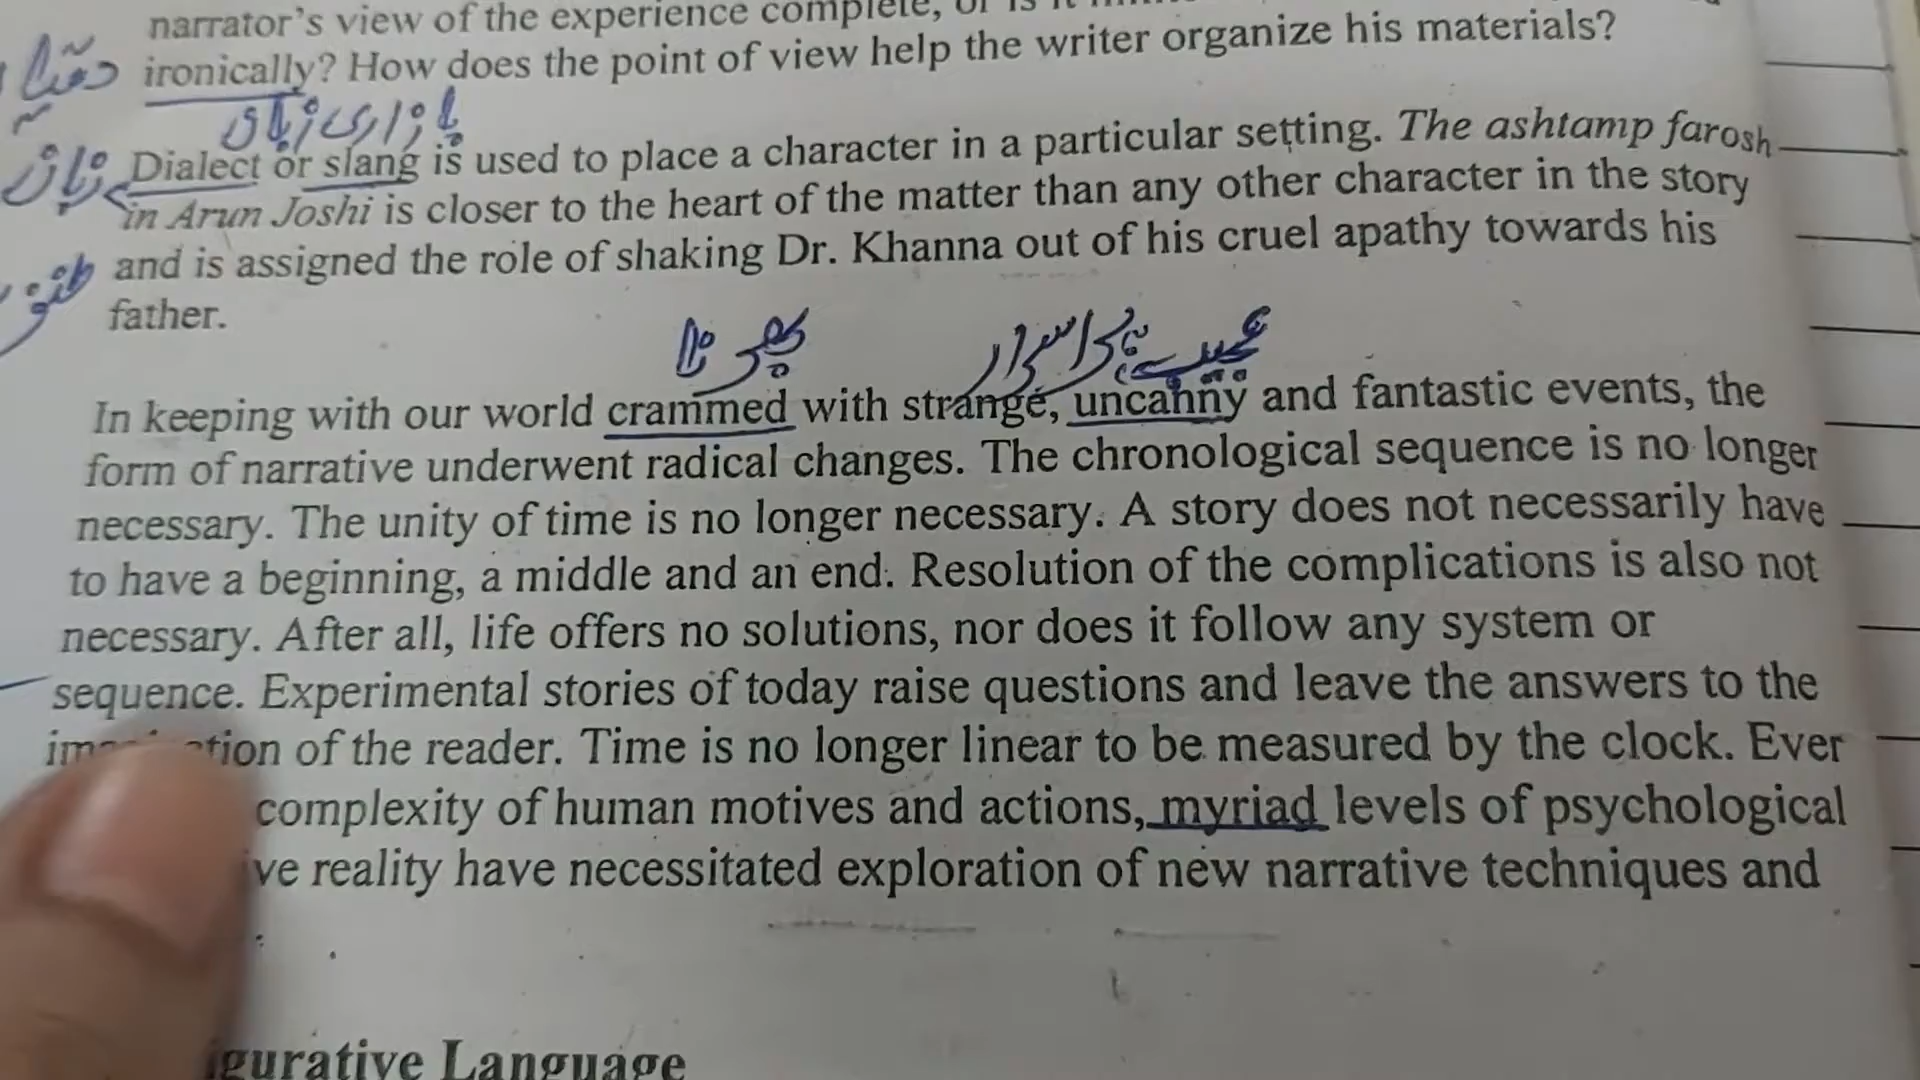 narrator's view of the experience complete, or is it
ironically? How does the point of view help the writer organize his materials?
بازاری زبان
زبان
Dialect or slang is used to place a character in a particular setting. The ashtamp farosh
in Arun Joshi is closer to the heart of the matter than any other character in the story
and is assigned the role of shaking Dr. Khanna out of his cruel apathy towards his
father.
بھرنا
عجیب پراسرار
In keeping with our world crammed with strange, uncanny and fantastic events, the
form of narrative underwent radical changes. The chronological sequence is no longer
necessary. The unity of time is no longer necessary. A story does not necessarily have
to have a beginning, a middle and an end. Resolution of the complications is also not
necessary. After all, life offers no solutions, nor does it follow any system or
sequence. Experimental stories of today raise questions and leave the answers to the
of the reader. Time is no longer linear to be measured by the clock. Ever
complexity of human motives and actions, myriad levels of psychological
reality have necessitated exploration of new narrative techniques and
Language